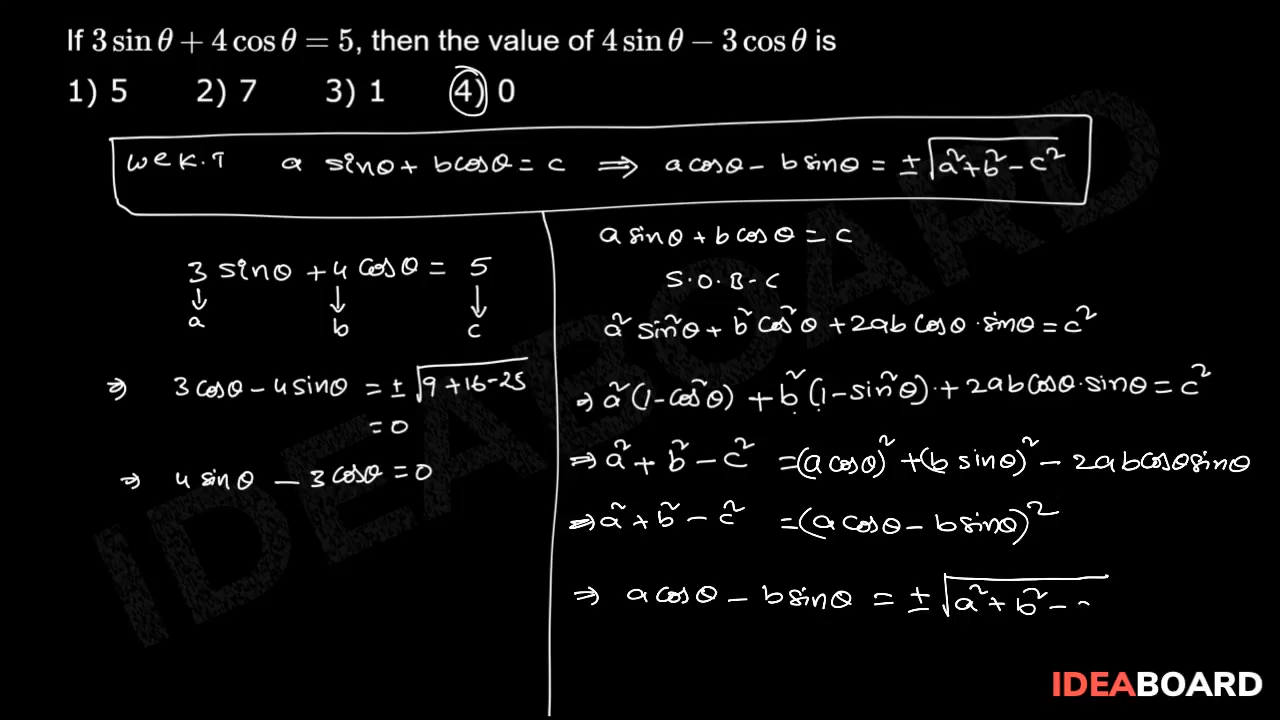 If 3 sin θ + 4 cos θ = 5, then the value of 4 sin θ − 3 cos θ is
1) 5 2) 7 3) 1 4) 0
W e K.T a sinθ + b cosθ = c ⟹ a cosθ − b sinθ = ± √(a² + b² − c²)
3 sinθ + 4 cosθ = 5
↓ ↓ ↓
a b c
⇒ 3 cosθ − 4 sinθ = ± √(9 + 16 − 25)
= 0
⇒ 4 sinθ − 3 cosθ = 0
a sinθ + b cosθ = c
S.O.B-C
a² sin²θ + b² cos²θ + 2ab cosθ · sinθ = c²
⇒ a² (1 − cos²θ) + b² (1 − sin²θ) + 2ab cosθ · sinθ = c²
⇒ a² + b² − c² = (a cosθ)² + (b sinθ)² − 2ab cosθ sinθ
⇒ a² + b² − c² = (a cosθ − b sinθ)²
⇒ a cosθ − b sinθ = ± √(a² + b² −
IDEABOARD
IDEABOARD